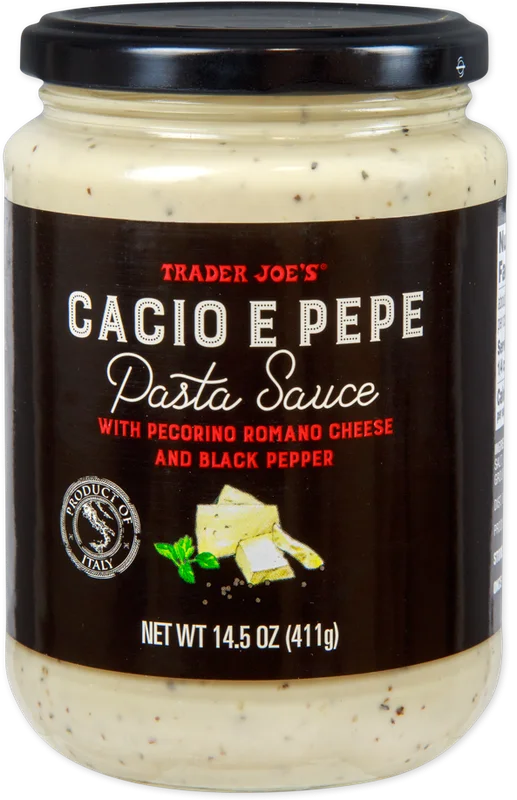 TRADER JOE'S®
CACIO E PEPE
Pasta Sauce
WITH PECORINO ROMANO CHEESE
AND BLACK PEPPER
PRODUCT OF
ITALY
NET WT 14.5 OZ (411g)